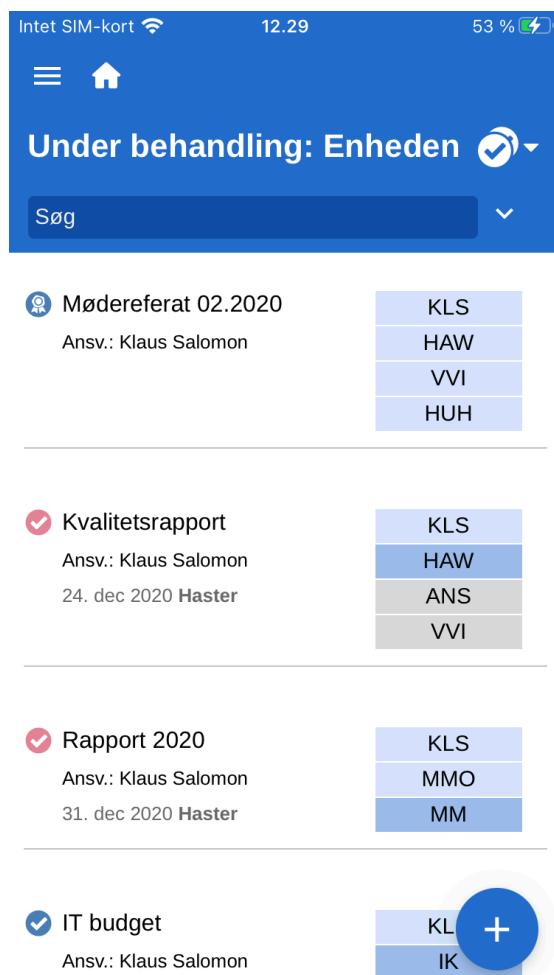 Intet SIM-kort 12.29 53 %
Under behandling: Enheden
Søg
Mødereferat 02.2020
Ansv.: Klaus Salomon
KLS
HAW
VVI
HUH
Kvalitetsrapport
Ansv.: Klaus Salomon
24. dec 2020 Haster
KLS
HAW
ANS
VVI
Rapport 2020
Ansv.: Klaus Salomon
31. dec 2020 Haster
KLS
MMO
MM
IT budget
Ansv.: Klaus Salomon
KL
IK